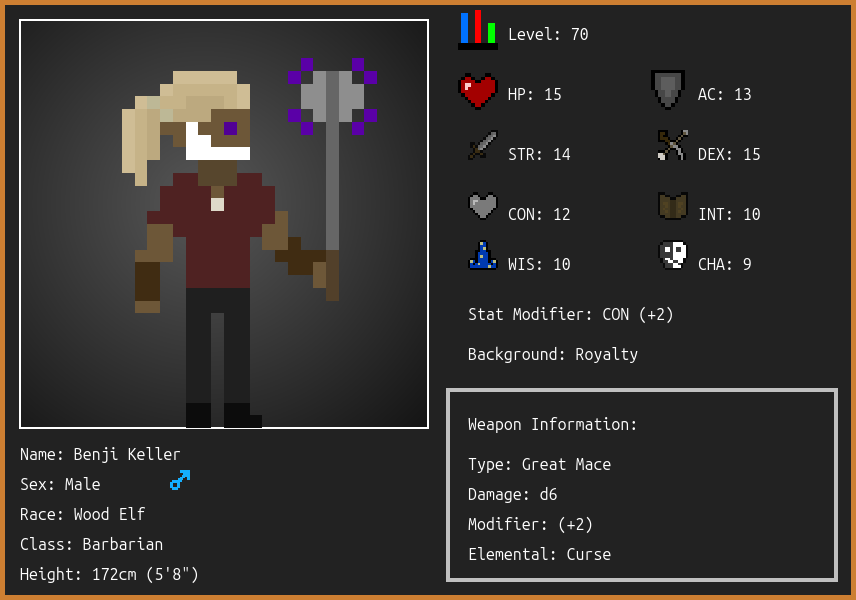 Level: 70
HP: 15
AC: 13
STR: 14
DEX: 15
CON: 12
INT: 10
WIS: 10
CHA: 9
Stat Modifier: CON (+2)
Background: Royalty
Weapon Information:
Type: Great Mace
Damage: d6
Modifier: (+2)
Elemental: Curse
Name: Benji Keller
Sex: Male
Race: Wood Elf
Class: Barbarian
Height: 172cm (5'8")